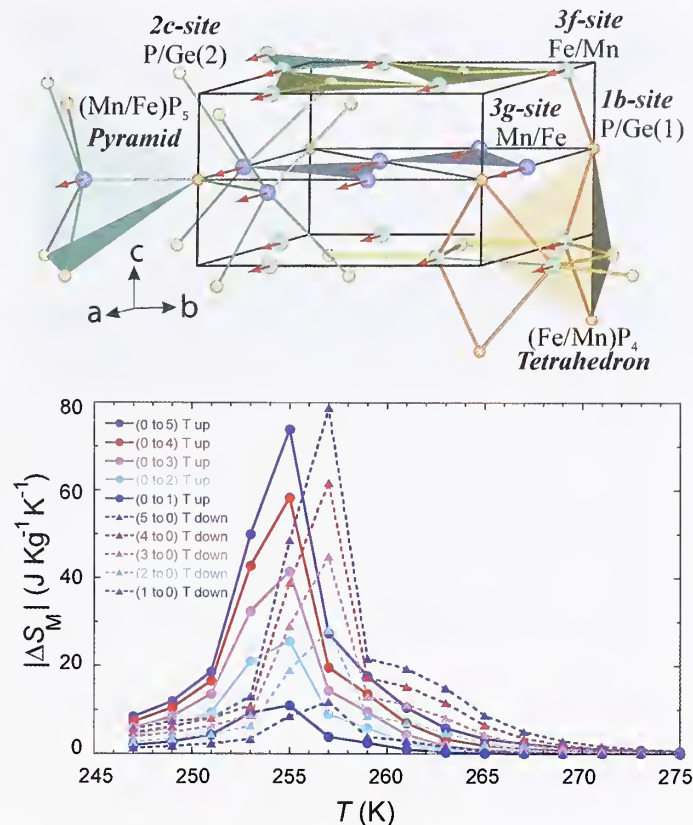 2c-site
P/Ge(2)
3f-site
Fe/Mn
(Mn/Fe)P₅
Pyramid
3g-site
Mn/Fe
1b-site
P/Ge(1)
c
a
b
(Fe/Mn)P₄
Tetrahedron
80
60
40
20
0
|ΔS_M| (J Kg⁻¹K⁻¹)
(0 to 5) T up
(0 to 4) T up
(0 to 3) T up
(0 to 2) T up
(0 to 1) T up
(5 to 0) T down
(4 to 0) T down
(3 to 0) T down
(2 to 0) T down
(1 to 0) T down
245 250 255 260 265 270 275
T (K)